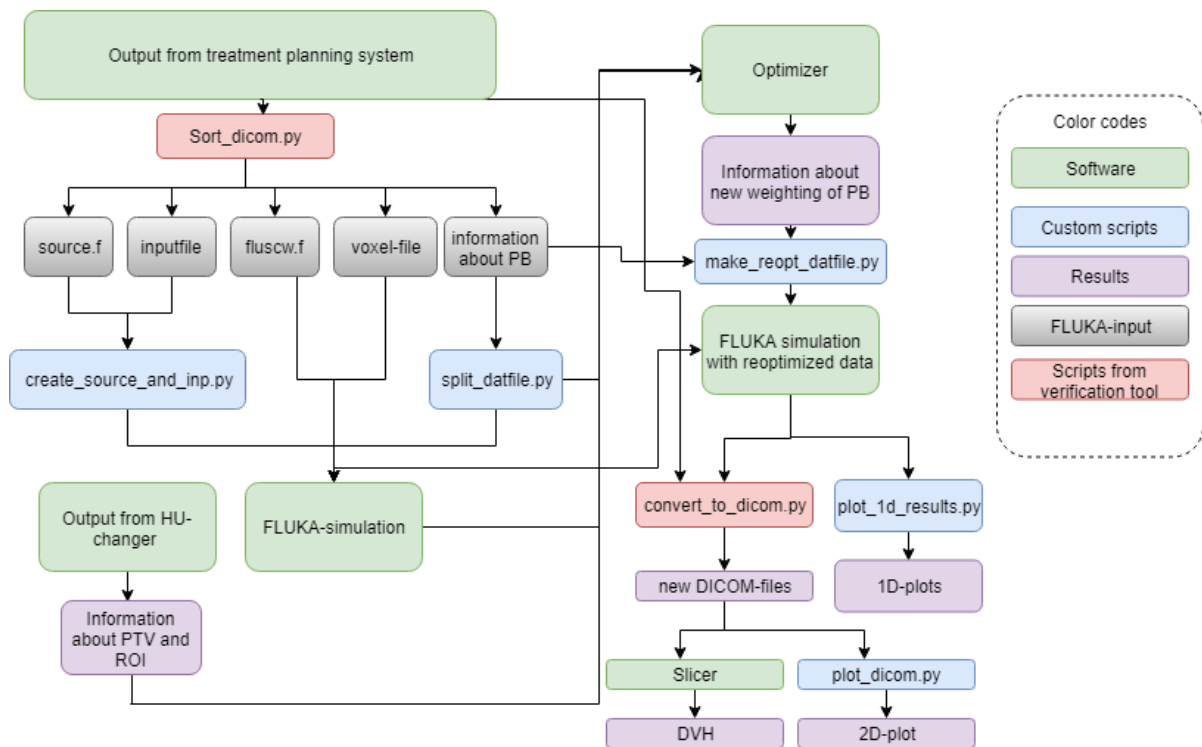 Output from treatment planning system
Sort_dicom.py
source.f
inputfile
fluscw.f
voxel-file
information
about PB
create_source_and_inp.py
split_datfile.py
Output from HU-
changer
FLUKA-simulation
Information
about PTV and
ROI
Optimizer
Information about
new weighting of PB
make_reopt_datfile.py
FLUKA simulation
with reoptimized data
convert_to_dicom.py
plot_1d_results.py
new DICOM-files
1D-plots
Slicer
plot_dicom.py
DVH
2D-plot
Color codes
Software
Custom scripts
Results
FLUKA-input
Scripts from
verification tool